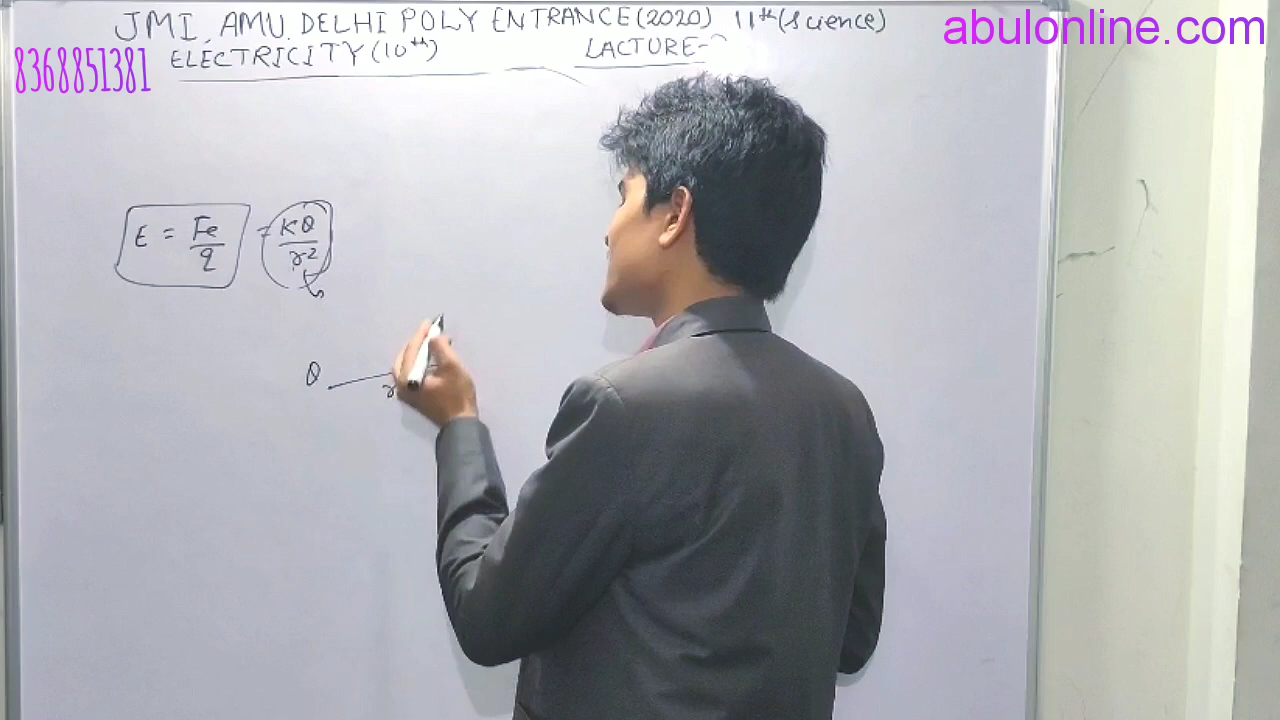 JMI, AMU, DELHI POLY ENTRANCE(2020) 11th(science)
abulonline.com
8368851381
ELECTRICITY(10th)
LACTURE-
E = Fe/q = KQ/r2
Q
r